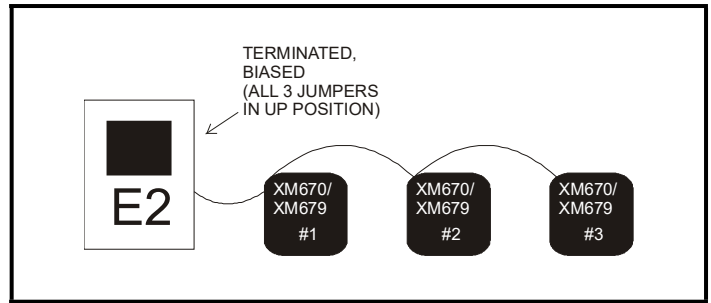 TERMINATED,
BIASED
(ALL 3 JUMPERS
IN UP POSITION)
E2
XM670/
XM679
#1
XM670/
XM679
#2
XM670/
XM679
#3